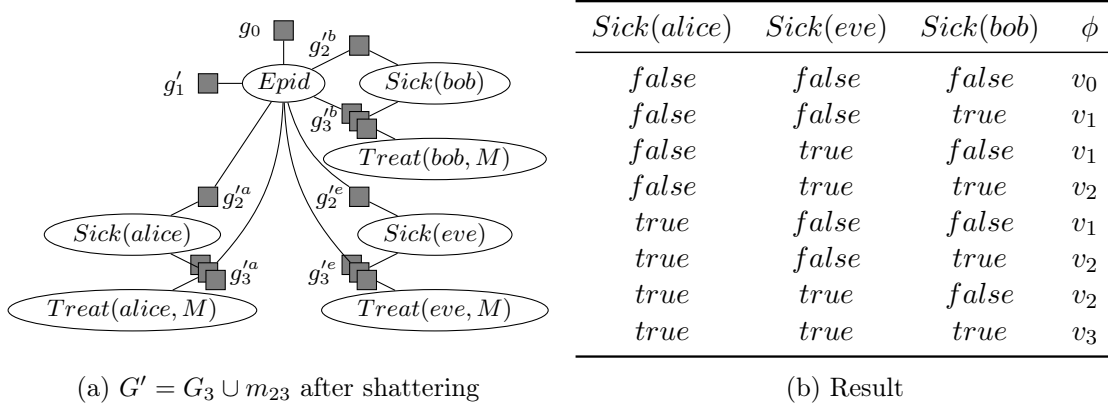 g₀
g′₁
Epid
g′ᵇ₂
Sick(bob)
g′ᵇ₃
Treat(bob, M)
g′ᵃ₂
g′ᵉ₂
Sick(alice)
Sick(eve)
g′ᵃ₃
g′ᵉ₃
Treat(alice, M)
Treat(eve, M)
(a) G′ = G₃ ∪ m₂₃ after shattering
Sick(alice) Sick(eve) Sick(bob) ϕ
false false false v₀
false false true v₁
false true false v₁
false true true v₂
true false false v₁
true false true v₂
true true false v₂
true true true v₃
(b) Result